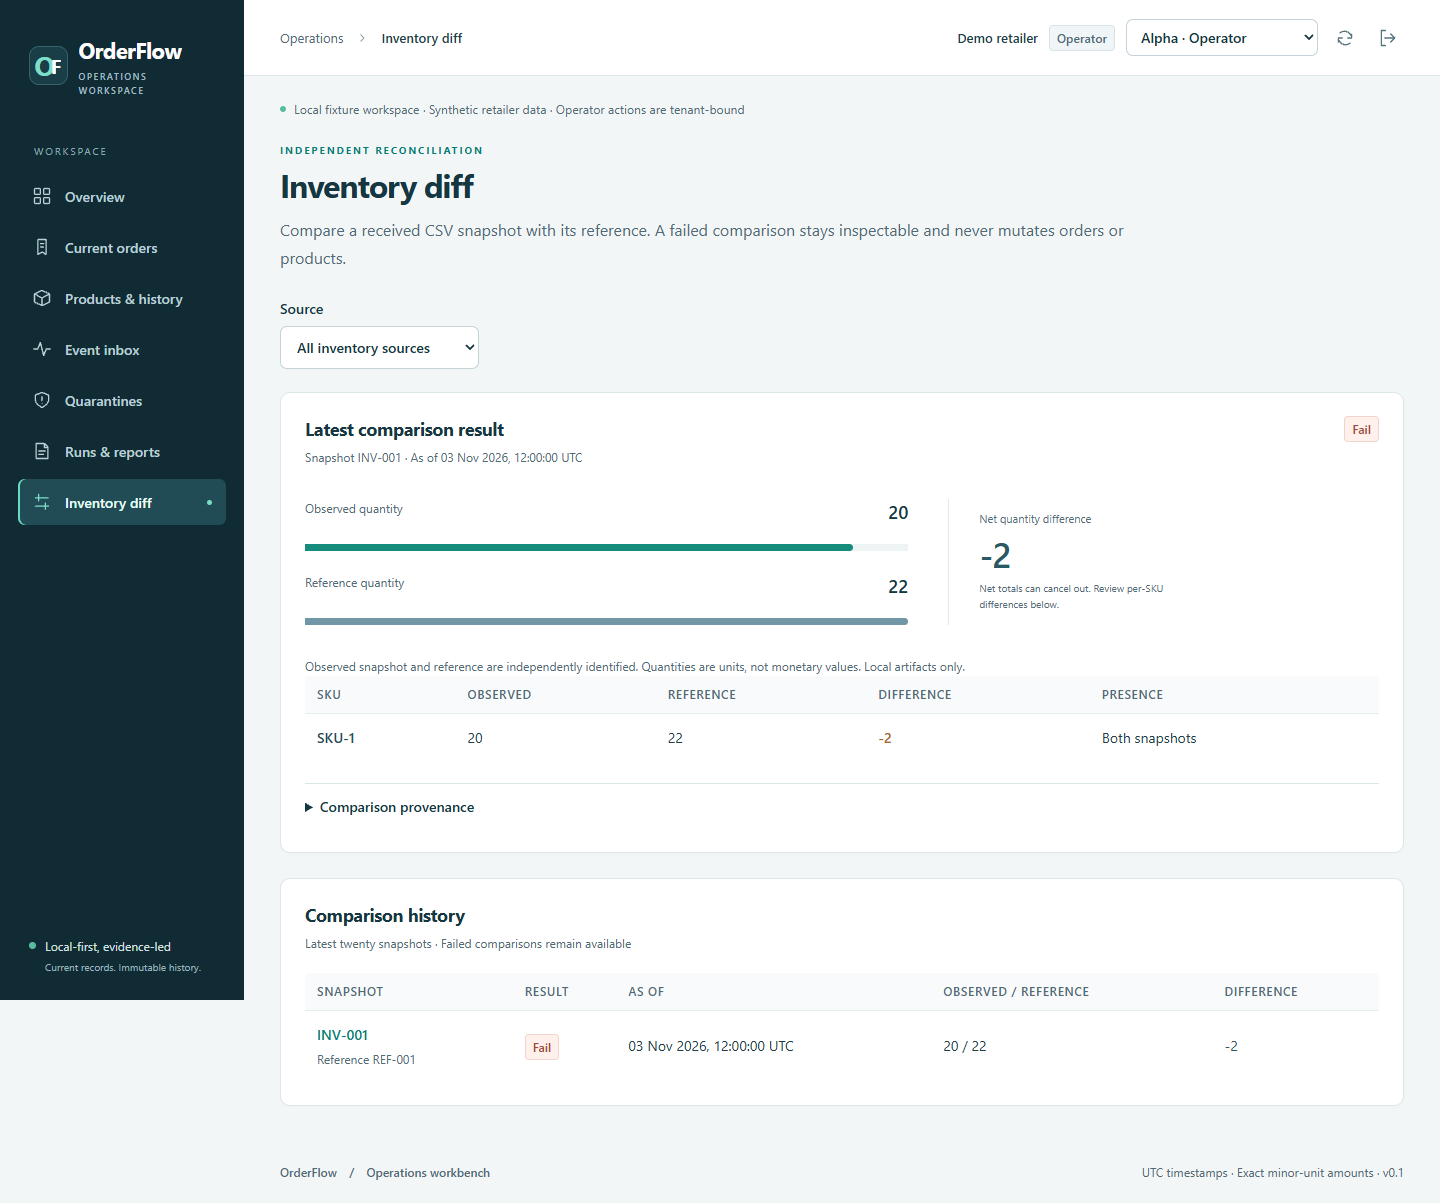 OF
OrderFlow
OPERATIONS
WORKSPACE
WORKSPACE
Overview
Current orders
Products & history
Event inbox
Quarantines
Runs & reports
Inventory diff
Local-first, evidence-led
Current records. Immutable history.
Operations > Inventory diff
Demo retailer Operator Alpha · Operator
Local fixture workspace · Synthetic retailer data · Operator actions are tenant-bound
INDEPENDENT RECONCILIATION
Inventory diff
Compare a received CSV snapshot with its reference. A failed comparison stays inspectable and never mutates orders or
products.
Source
All inventory sources
Latest comparison result Fail
Snapshot INV-001 · As of 03 Nov 2026, 12:00:00 UTC
Observed quantity 20
Reference quantity 22
Net quantity difference
-2
Net totals can cancel out. Review per-SKU
differences below.
Observed snapshot and reference are independently identified. Quantities are units, not monetary values. Local artifacts only.
SKU OBSERVED REFERENCE DIFFERENCE PRESENCE
SKU-1 20 22 -2 Both snapshots
Comparison provenance
Comparison history
Latest twenty snapshots · Failed comparisons remain available
SNAPSHOT RESULT AS OF OBSERVED / REFERENCE DIFFERENCE
INV-001
Reference REF-001
Fail 03 Nov 2026, 12:00:00 UTC 20 / 22 -2
OrderFlow / Operations workbench
UTC timestamps · Exact minor-unit amounts · v0.1